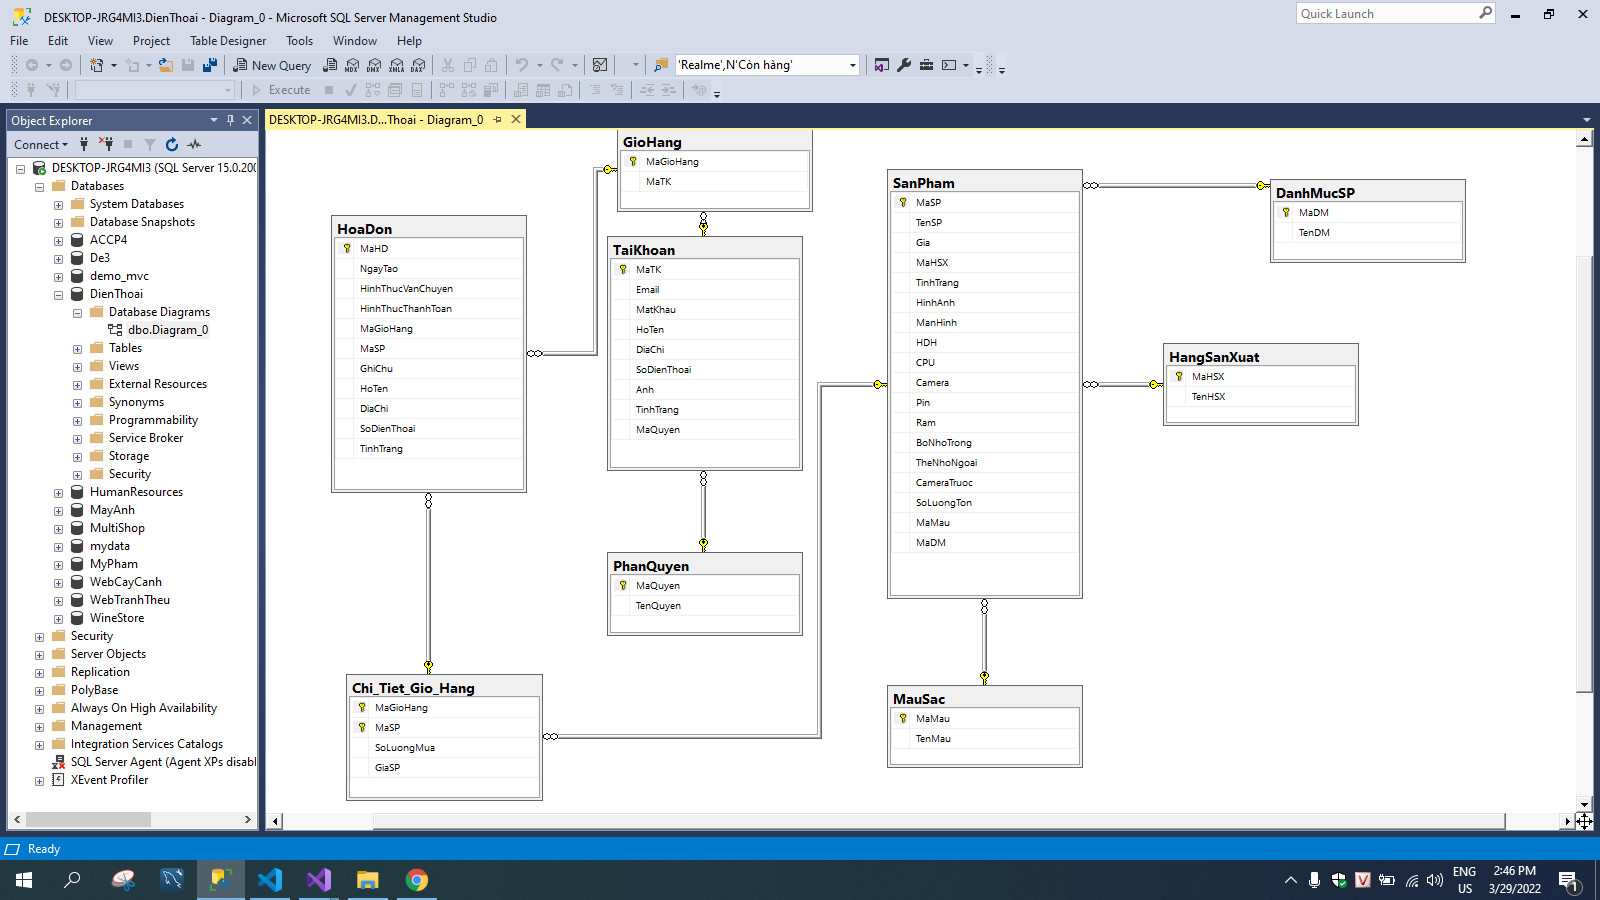 DESKTOP-JRG4MI3.DienThoai - Diagram_0 - Microsoft SQL Server Management Studio
Quick Launch
File Edit View Project Table Designer Tools Window Help
New Query
MDX DMX XMLA DAX
'Realme',N'Còn hàng'
Execute
Object Explorer
Connect
DESKTOP-JRG4MI3 (SQL Server 15.0.200
Databases
System Databases
Database Snapshots
ACCP4
De3
demo_mvc
DienThoai
Database Diagrams
dbo.Diagram_0
Tables
Views
External Resources
Synonyms
Programmability
Service Broker
Storage
Security
HumanResources
MayAnh
MultiShop
mydata
MyPham
WebCayCanh
WebTranhTheu
WineStore
Security
Server Objects
Replication
PolyBase
Always On High Availability
Management
Integration Services Catalogs
SQL Server Agent (Agent XPs disabl
XEvent Profiler
DESKTOP-JRG4MI3.D...Thoai - Diagram_0
GioHang
MaGioHang
MaTK
HoaDon
MaHD
NgayTao
HinhThucVanChuyen
HinhThucThanhToan
MaGioHang
MaSP
GhiChu
HoTen
DiaChi
SoDienThoai
TinhTrang
TaiKhoan
MaTK
Email
MatKhau
HoTen
DiaChi
SoDienThoai
Anh
TinhTrang
MaQuyen
PhanQuyen
MaQuyen
TenQuyen
Chi_Tiet_Gio_Hang
MaGioHang
MaSP
SoLuongMua
GiaSP
SanPham
MaSP
TenSP
Gia
MaHSX
TinhTrang
HinhAnh
ManHinh
HDH
CPU
Camera
Pin
Ram
BoNhoTrong
TheNhoNgoai
CameraTruoc
SoLuongTon
MaMau
MaDM
DanhMucSP
MaDM
TenDM
HangSanXuat
MaHSX
TenHSX
MauSac
MaMau
TenMau
Ready
V
ENG
US
2:46 PM
3/29/2022
1